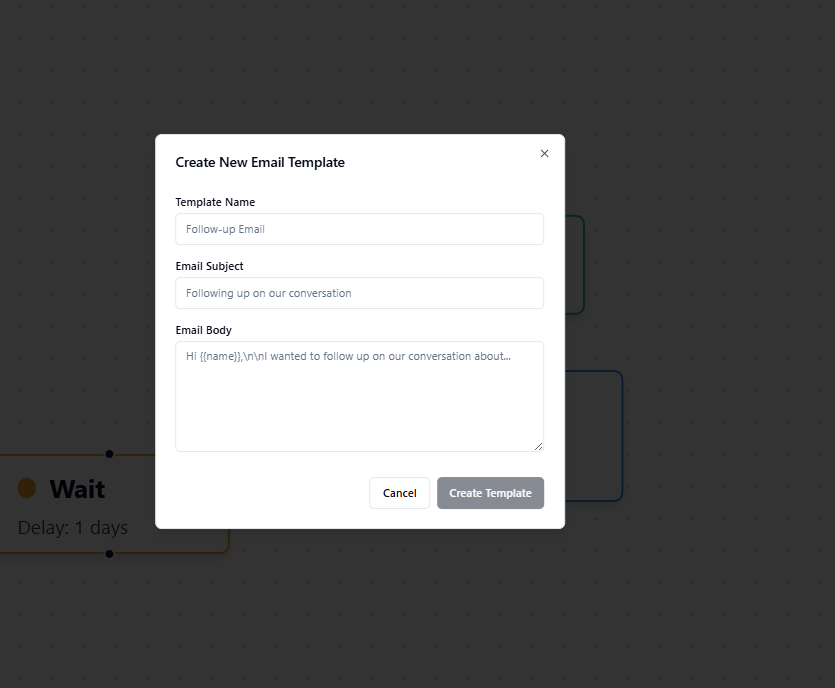 Create New Email Template
Template Name
Follow-up Email
Email Subject
Following up on our conversation
Email Body
Hi {{name}},\n\nI wanted to follow up on our conversation about...
Cancel
Create Template
Wait
Delay: 1 days